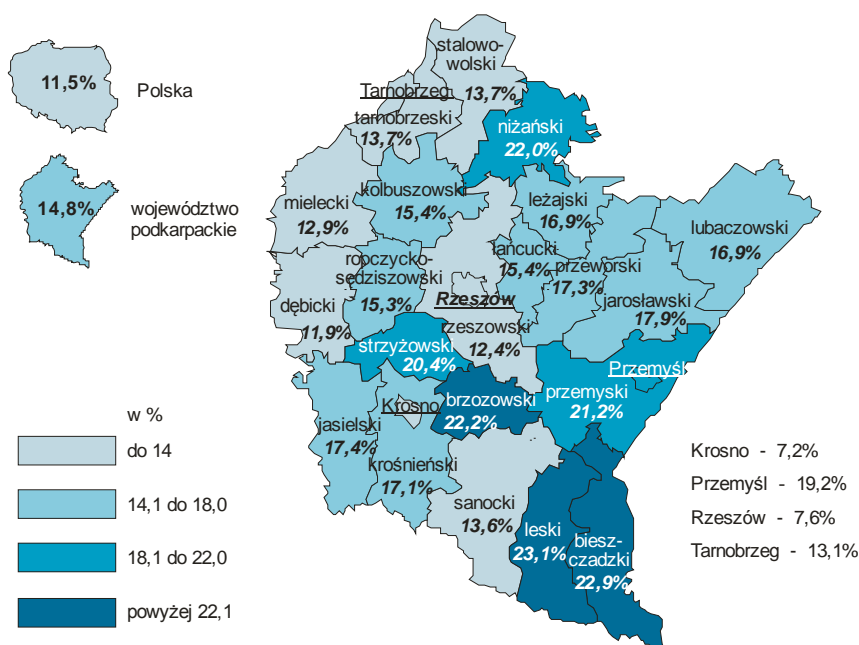 11,5%
Polska
14,8%
województwo
podkarpackie
stalowo-
wolski
13,7%
Tarnobrzeg
tarnobrzeski
13,7%
niżański
22,0%
mielecki
12,9%
kolbuszowski
15,4%
leżajski
16,9%
lubaczowski
16,9%
łancucki
15,4%
przeworski
17,3%
jarosławski
17,9%
ropczycko-
sędziszowski
15,3%
dębicki
11,9%
Rzeszów
rzeszowski
12,4%
strzyżowski
20,4%
Przemyśl
przemyski
21,2%
brzozowski
22,2%
Krosno
jasielski
17,4%
krośnieński
17,1%
sanocki
13,6%
leski
23,1%
biesz-
czadzki
22,9%
w %
do 14
14,1 do 18,0
18,1 do 22,0
powyżej 22,1
Krosno - 7,2%
Przemyśl - 19,2%
Rzeszów - 7,6%
Tarnobrzeg - 13,1%